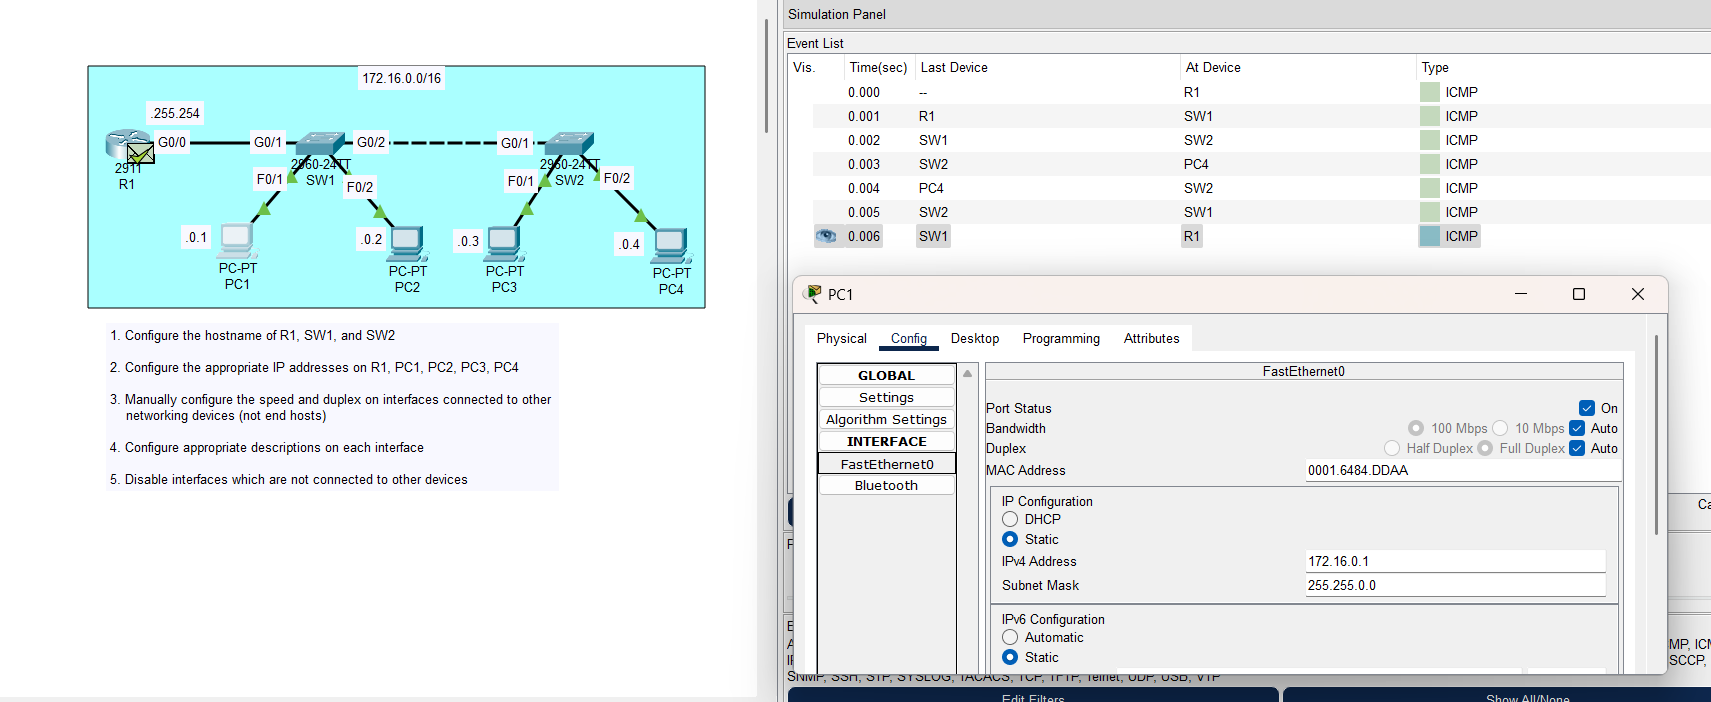 172.16.0.0/16
.255.254
G0/0
G0/1
G0/2
G0/1
2911
R1
2960-24TT
SW1
2960-24TT
SW2
F0/1
F0/2
F0/1
F0/2
.0.1
.0.2
.0.3
.0.4
PC-PT
PC1
PC-PT
PC2
PC-PT
PC3
PC-PT
PC4
1. Configure the hostname of R1, SW1, and SW2
2. Configure the appropriate IP addresses on R1, PC1, PC2, PC3, PC4
3. Manually configure the speed and duplex on interfaces connected to other
networking devices (not end hosts)
4. Configure appropriate descriptions on each interface
5. Disable interfaces which are not connected to other devices
Simulation Panel
Event List
Vis. Time(sec) Last Device At Device Type
0.000 -- R1 ICMP
0.001 R1 SW1 ICMP
0.002 SW1 SW2 ICMP
0.003 SW2 PC4 ICMP
0.004 PC4 SW2 ICMP
0.005 SW2 SW1 ICMP
0.006 SW1 R1 ICMP
PC1
Physical Config Desktop Programming Attributes
GLOBAL
Settings
Algorithm Settings
INTERFACE
FastEthernet0
Bluetooth
FastEthernet0
Port Status On
Bandwidth 100 Mbps 10 Mbps Auto
Duplex Half Duplex Full Duplex Auto
MAC Address 0001.6484.DDAA
IP Configuration
DHCP
Static
IPv4 Address 172.16.0.1
Subnet Mask 255.255.0.0
IPv6 Configuration
Automatic
Static
Ca
MP, ICM
SCCP,
SNMP, SSH, STP, SYSLOG, TACACS, TCP, TFTP, Telnet, UDP, USB, VTP
Edit Filters Show All/None